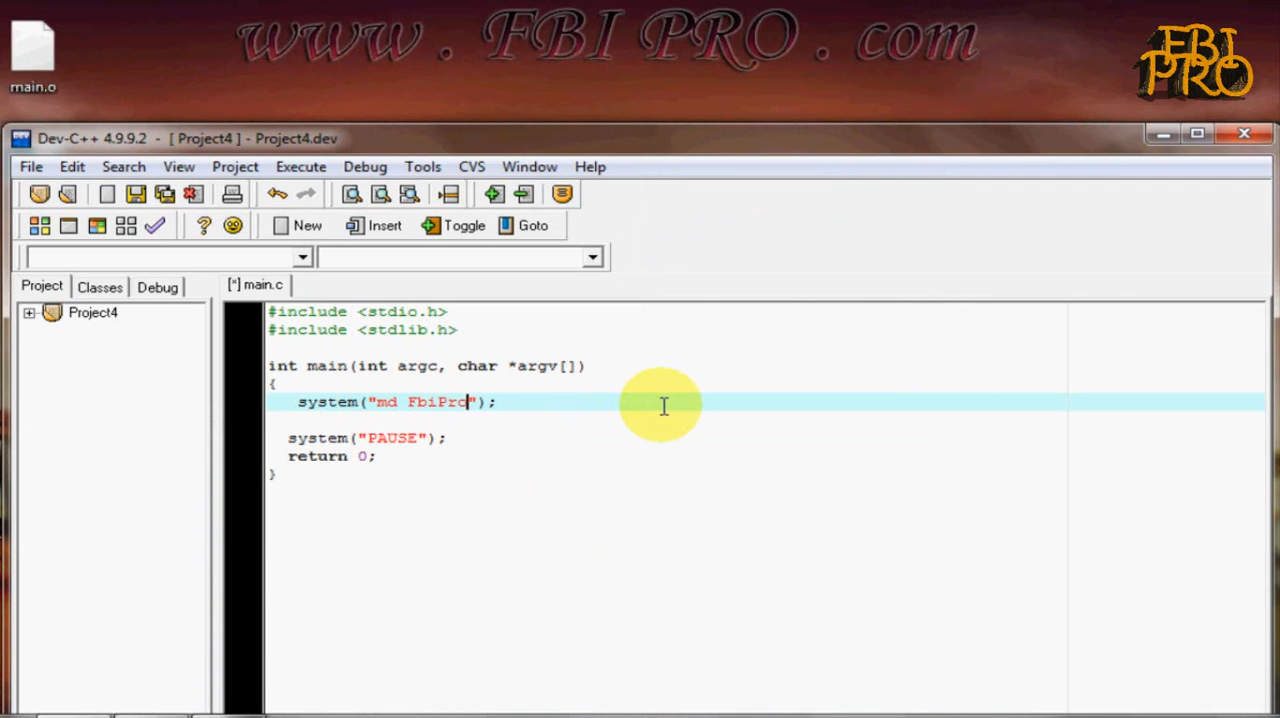 www . FBI PRO . com
FBI
PRO
main.o
Dev-C++ 4.9.9.2 - [ Project4 ] - Project4.dev
File Edit Search View Project Execute Debug Tools CVS Window Help
New Insert Toggle Goto
Project Classes Debug [*] main.c
Project4
#include <stdio.h>
#include <stdlib.h>
int main(int argc, char *argv[])
{
system("md FbiPro");
system("PAUSE");
return 0;
}